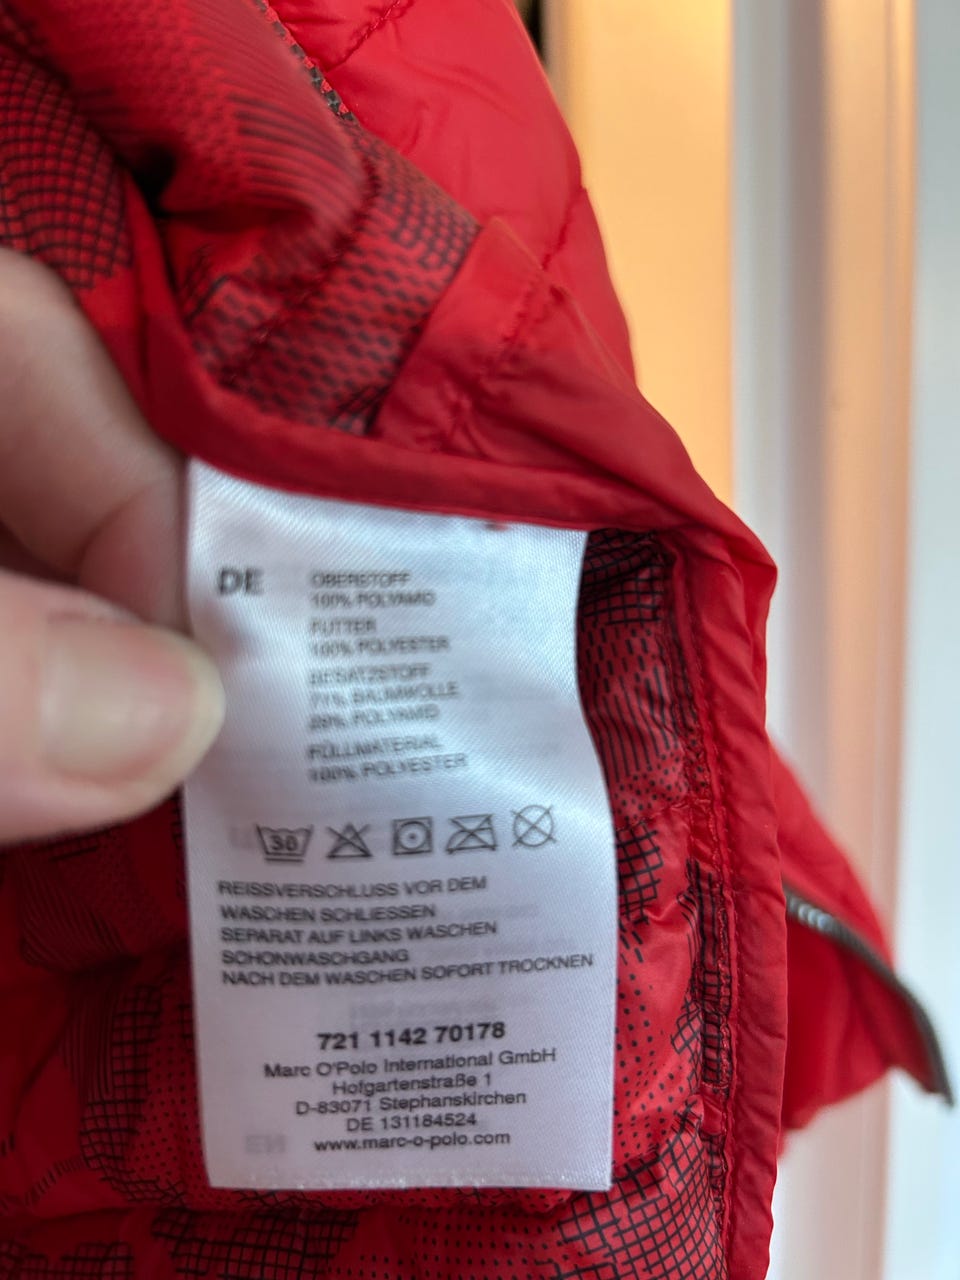 DE
OBERSTOFF
100% POLYAMID
FUTTER
100% POLYESTER
BESATZSTOFF
71% BAUMWOLLE
29% POLYAMID
FÜLLMATERIAL
100% POLYESTER
30
REISSVERSCHLUSS VOR DEM
WASCHEN SCHLIESSEN
SEPARAT AUF LINKS WASCHEN
SCHONWASCHGANG
NACH DEM WASCHEN SOFORT TROCKNEN
721 1142 70178
Marc O'Polo International GmbH
Hofgartenstraße 1
D-83071 Stephanskirchen
DE 131184524
www.marc-o-polo.com